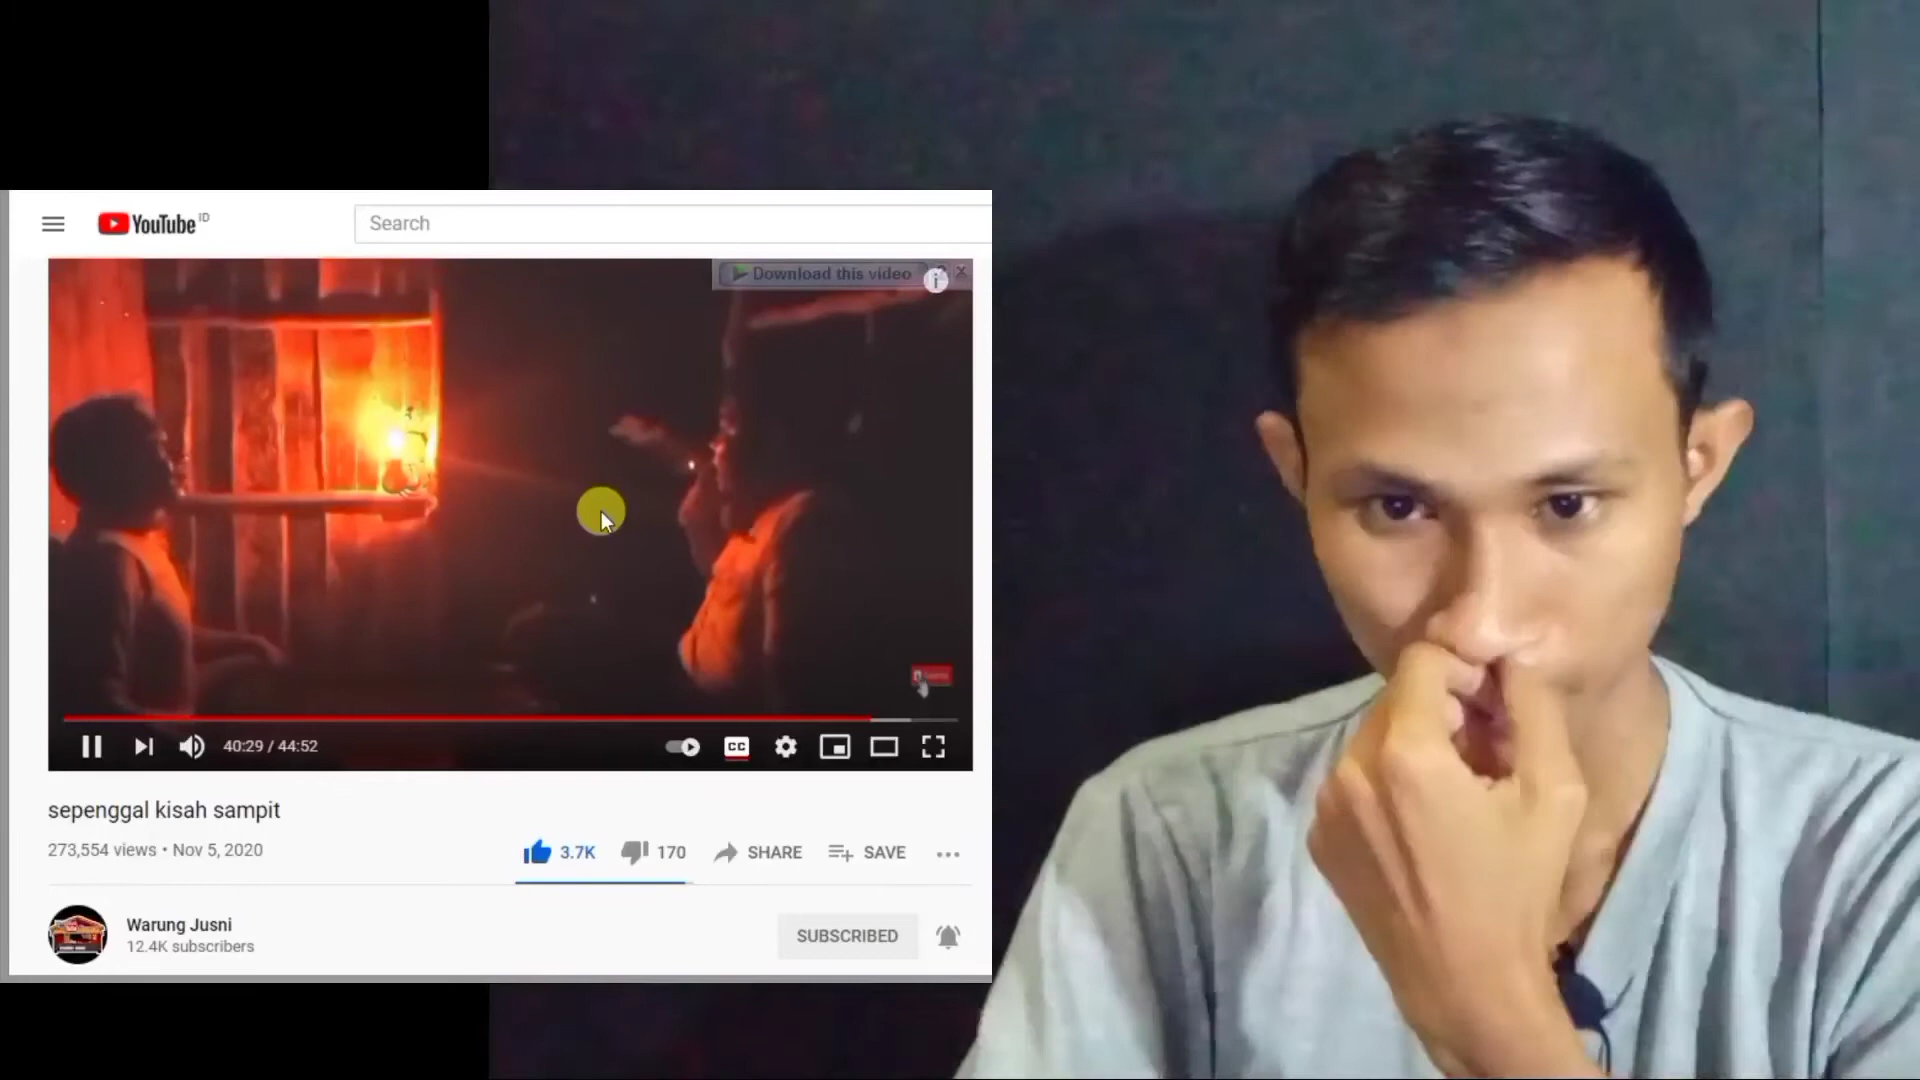 YouTube ID
Search
Download this video
40:29 / 44:52
CC
sepenggal kisah sampit
273,554 views • Nov 5, 2020
3.7K
170
SHARE
SAVE
Warung Jusni
12.4K subscribers
SUBSCRIBED